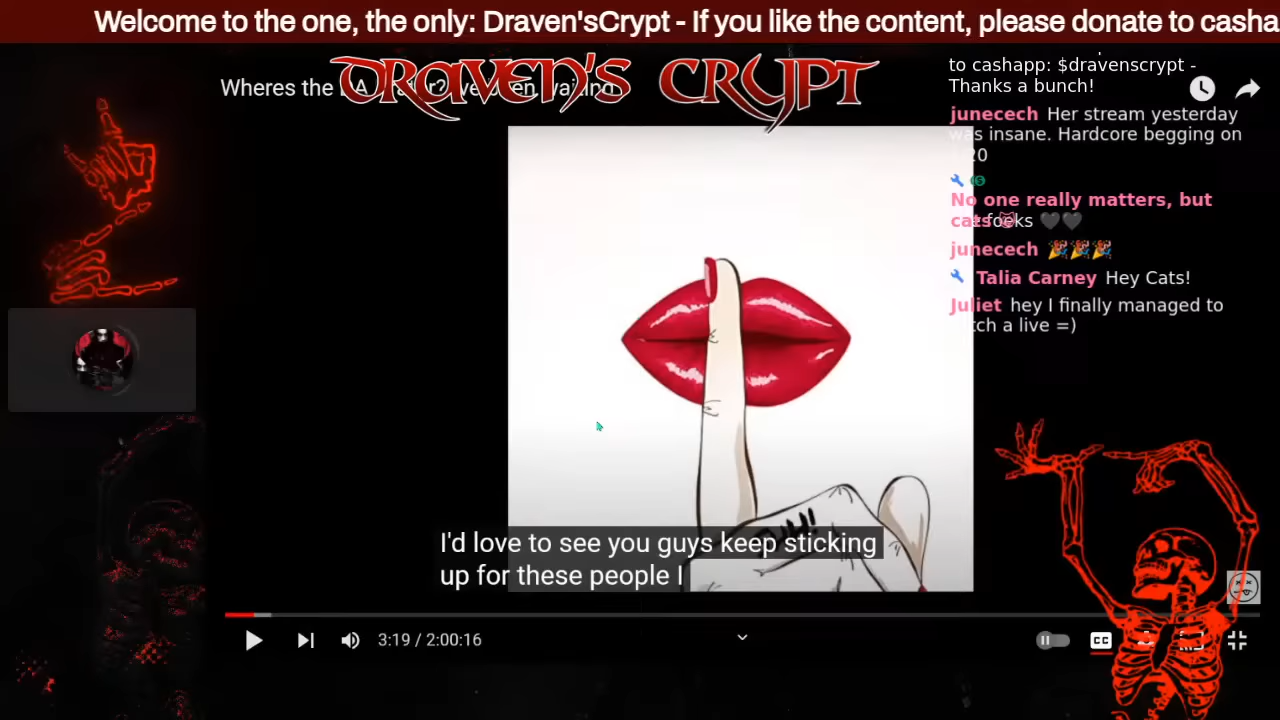 Welcome to the one, the only: Draven'sCrypt - If you like the content, please donate to casha
DRAVEN'S CRYPT
Wheres the
to cashapp: $dravenscrypt -
Thanks a bunch!
junecech Her stream yesterday
was insane. Hardcore begging on
No one really matters, but
cats
junecech 🎉🎉🎉
Talia Carney Hey Cats!
Juliet hey I finally managed to
a live =)
I'd love to see you guys keep sticking
up for these people I
3:19 / 2:00:16
CC